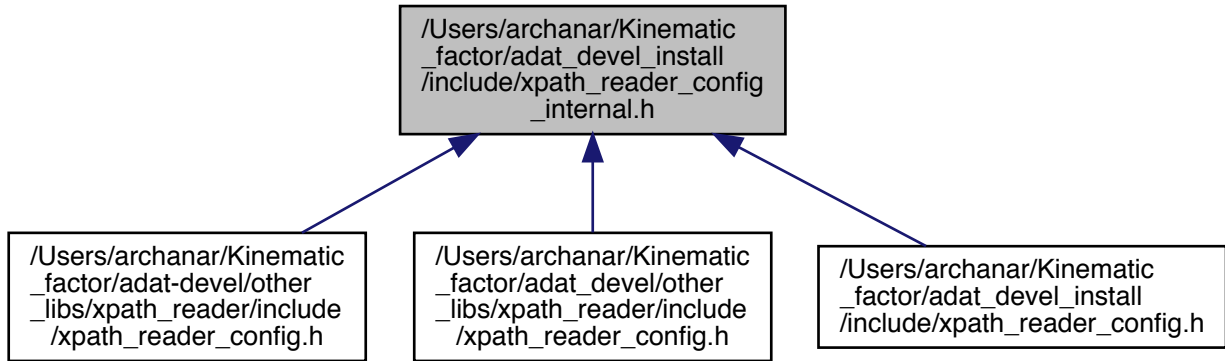 /Users/archanar/Kinematic
_factor/adat_devel_install
/include/xpath_reader_config
_internal.h
/Users/archanar/Kinematic
_factor/adat-devel/other
_libs/xpath_reader/include
/xpath_reader_config.h
/Users/archanar/Kinematic
_factor/adat_devel/other
_libs/xpath_reader/include
/xpath_reader_config.h
/Users/archanar/Kinematic
_factor/adat_devel_install
/include/xpath_reader_config.h